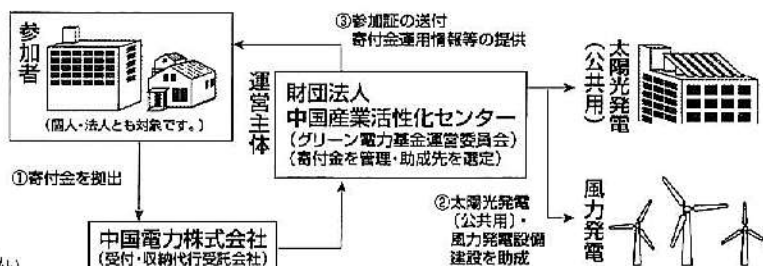 参加者
(個人・法人とも対象です。)
①寄付金を拠出
中国電力株式会社
(受付・収納代行受託会社)
③参加証の送付
寄付金運用情報等の提供
運営主体
財団法人
中国産業活性化センター
(グリーン電力基金運営委員会)
(寄付金を管理・助成先を選定)
②太陽光発電
(公共用)・
風力発電設備
建設を助成
太陽光発電
(公共用)
風力発電